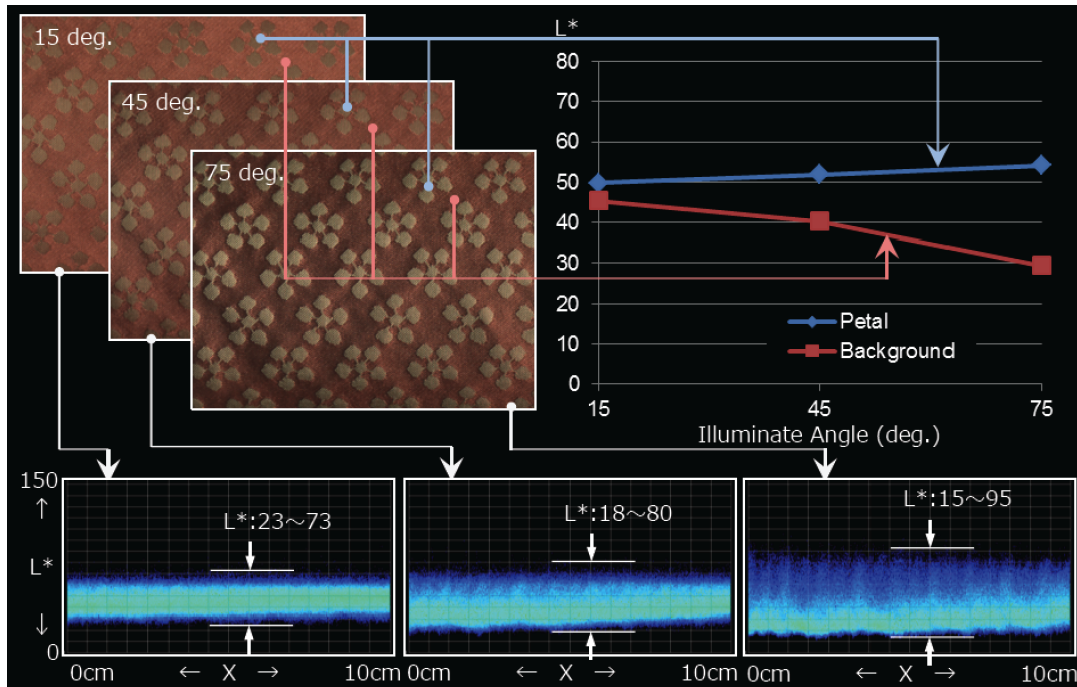 15 deg.
45 deg.
75 deg.
L*
80
70
60
50
40
30
20
10
0
Petal
Background
15
45
75
Illuminate Angle (deg.)
150
↑
L*
↓
0
L*:23～73
L*:18～80
L*:15～95
0cm ← X → 10cm
0cm ← X → 10cm
0cm ← X → 10cm